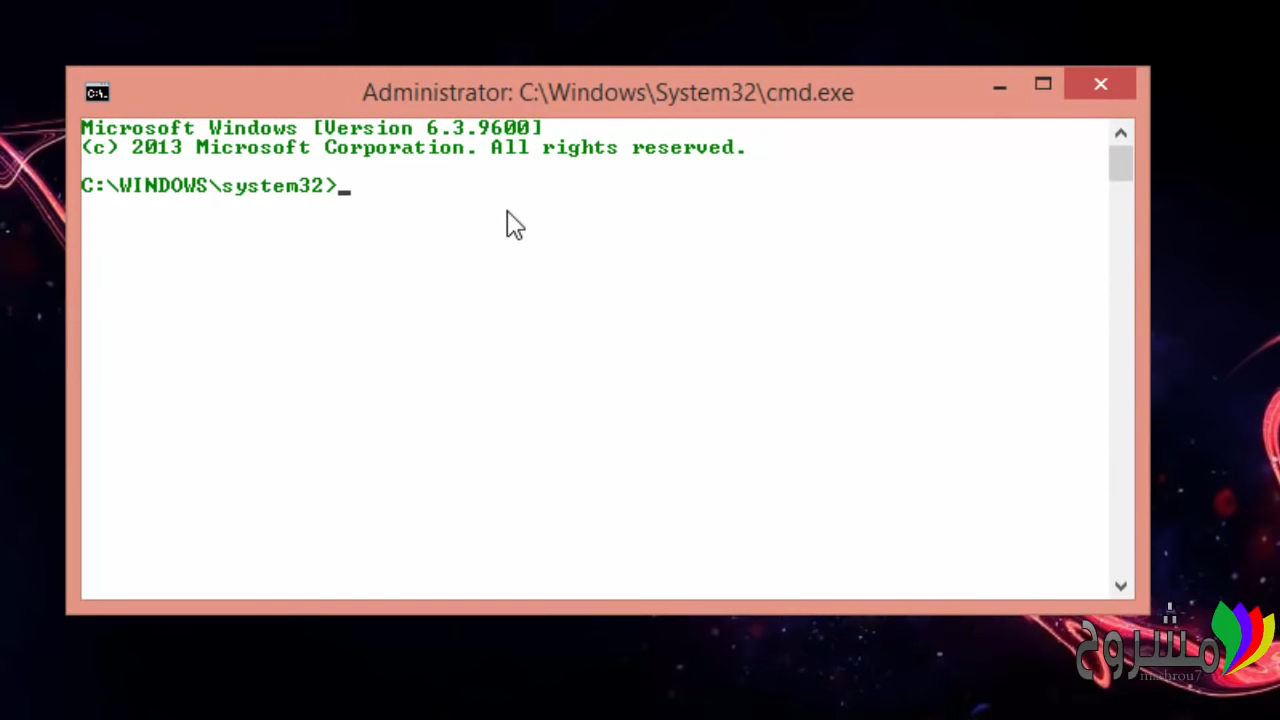 Administrator: C:\Windows\System32\cmd.exe
C:\.
Microsoft Windows [Version 6.3.9600]
(c) 2013 Microsoft Corporation. All rights reserved.
C:\WINDOWS\system32>_
مشروح
mshrou7